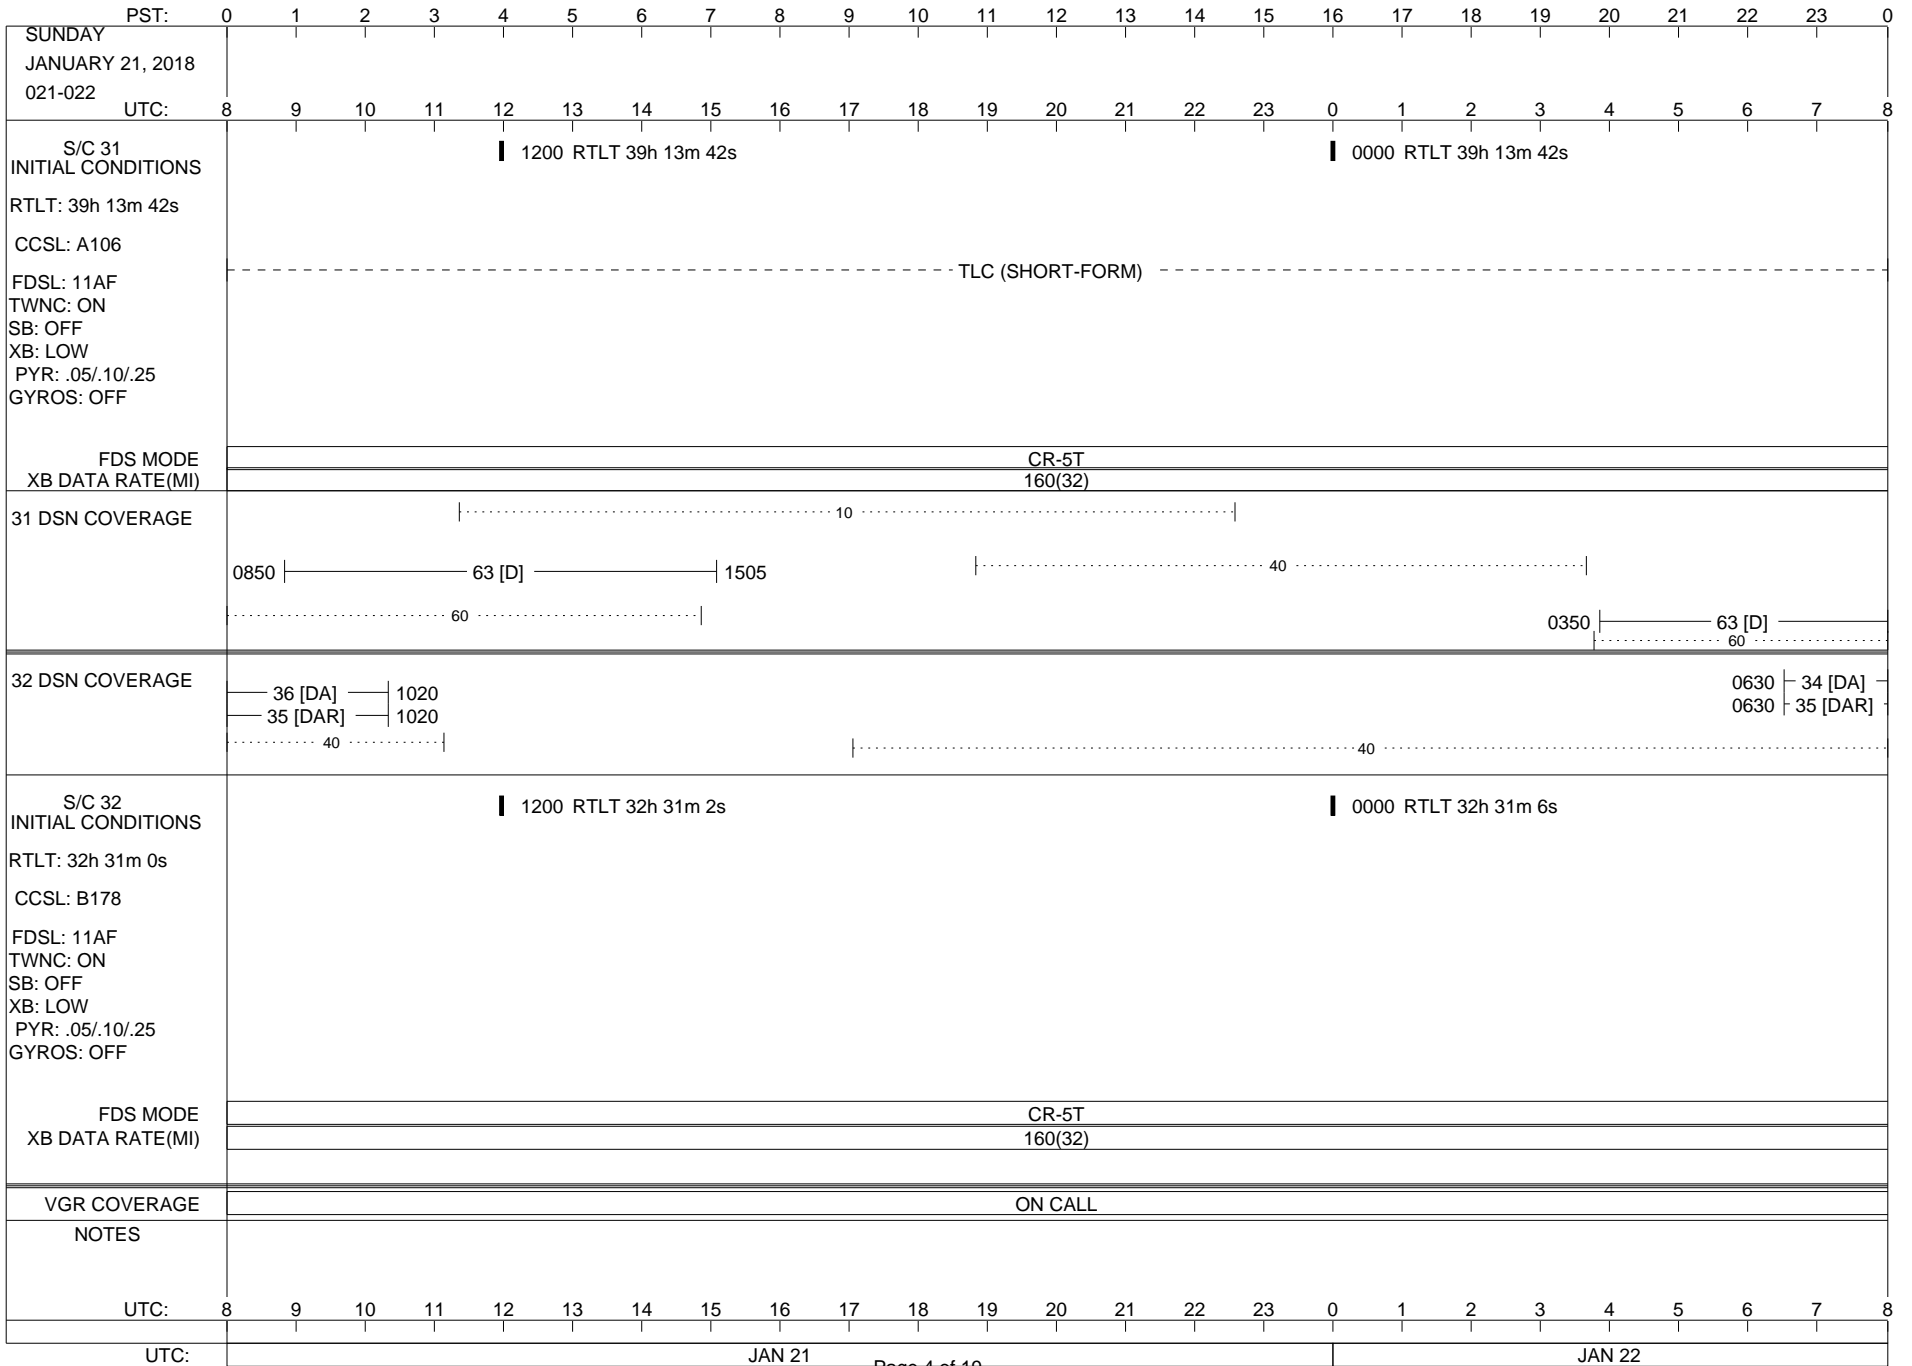 PST: 0 1 2 3 4 5 6 7 8 9 10 11 12 13 14 15 16 17 18 19 20 21 22 23 0
SUNDAY
JANUARY 21, 2018
021-022
UTC: 8 9 10 11 12 13 14 15 16 17 18 19 20 21 22 23 0 1 2 3 4 5 6 7 8
S/C 31
INITIAL CONDITIONS
1200 RTLT 39h 13m 42s
0000 RTLT 39h 13m 42s
RTLT: 39h 13m 42s
CCSL: A106
TLC (SHORT-FORM)
FDSL: 11AF
TWNC: ON
SB: OFF
XB: LOW
PYR: .05/.10/.25
GYROS: OFF
FDS MODE CR-5T
XB DATA RATE(MI) 160(32)
31 DSN COVERAGE
10
40
0850 63 [D] 1505
60
0350 63 [D]
60
32 DSN COVERAGE
36 [DA] 1020
35 [DAR] 1020
0630 34 [DA]
0630 35 [DAR]
40
40
S/C 32
INITIAL CONDITIONS
1200 RTLT 32h 31m 2s
0000 RTLT 32h 31m 6s
RTLT: 32h 31m 0s
CCSL: B178
FDSL: 11AF
TWNC: ON
SB: OFF
XB: LOW
PYR: .05/.10/.25
GYROS: OFF
FDS MODE CR-5T
XB DATA RATE(MI) 160(32)
VGR COVERAGE ON CALL
NOTES
UTC: 8 9 10 11 12 13 14 15 16 17 18 19 20 21 22 23 0 1 2 3 4 5 6 7 8
UTC: JAN 21 JAN 22
Page 4 of 19